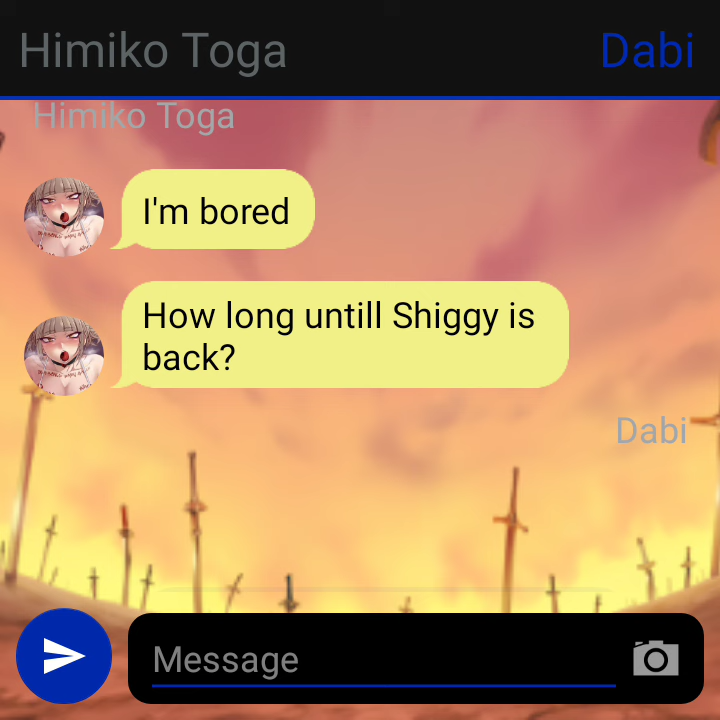 Himiko Toga
Dabi
Himiko Toga
I'm bored
How long untill Shiggy is
back?
Dabi
Message